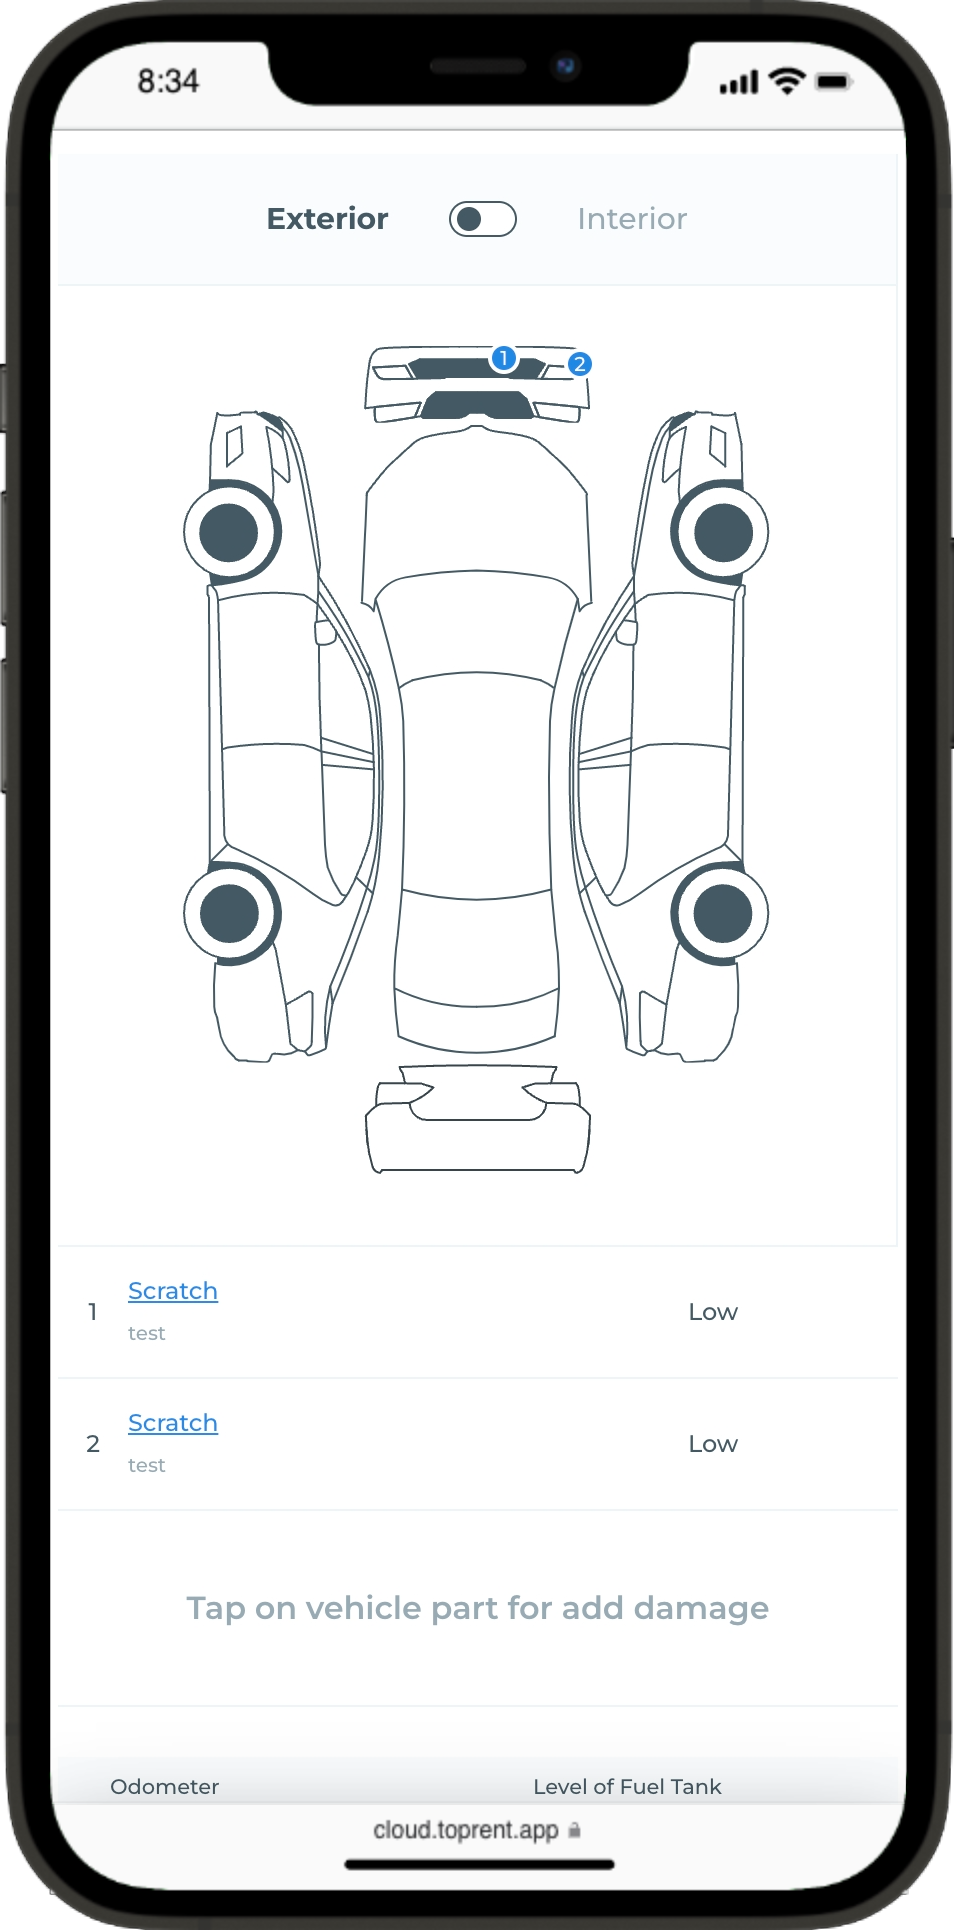 8:34
Exterior Interior
1
2
1 Scratch Low
test
2 Scratch Low
test
Tap on vehicle part for add damage
Odometer Level of Fuel Tank
cloud.toprent.app